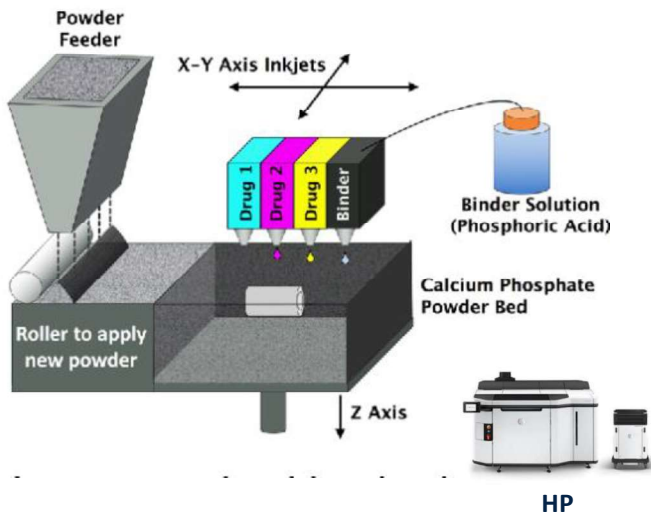 Powder
Feeder
X-Y Axis Inkjets
Drug 1
Drug 2
Drug 3
Binder
Binder Solution
(Phosphoric Acid)
Calcium Phosphate
Powder Bed
Roller to apply
new powder
Z Axis
HP